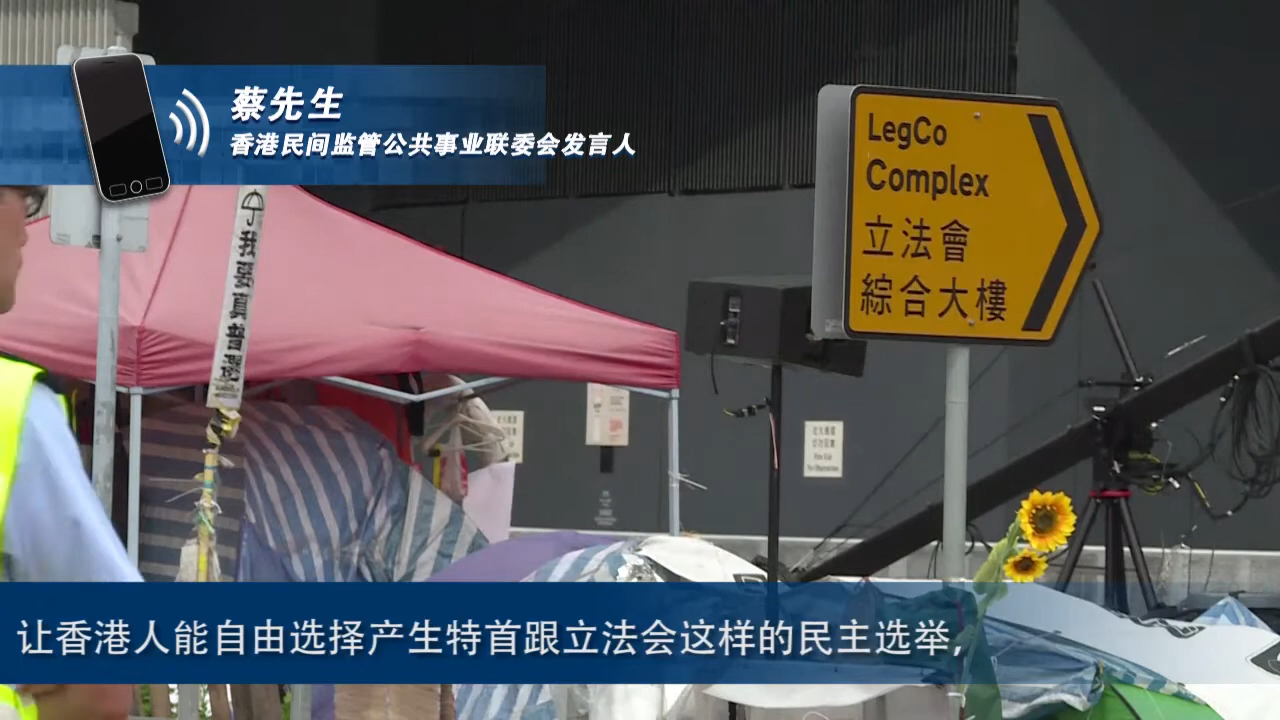 蔡先生
香港民间监管公共事业联委会发言人
LegCo
Complex
立法會
綜合大樓
我要真普選
让香港人能自由选择产生特首跟立法会这样的民主选举,